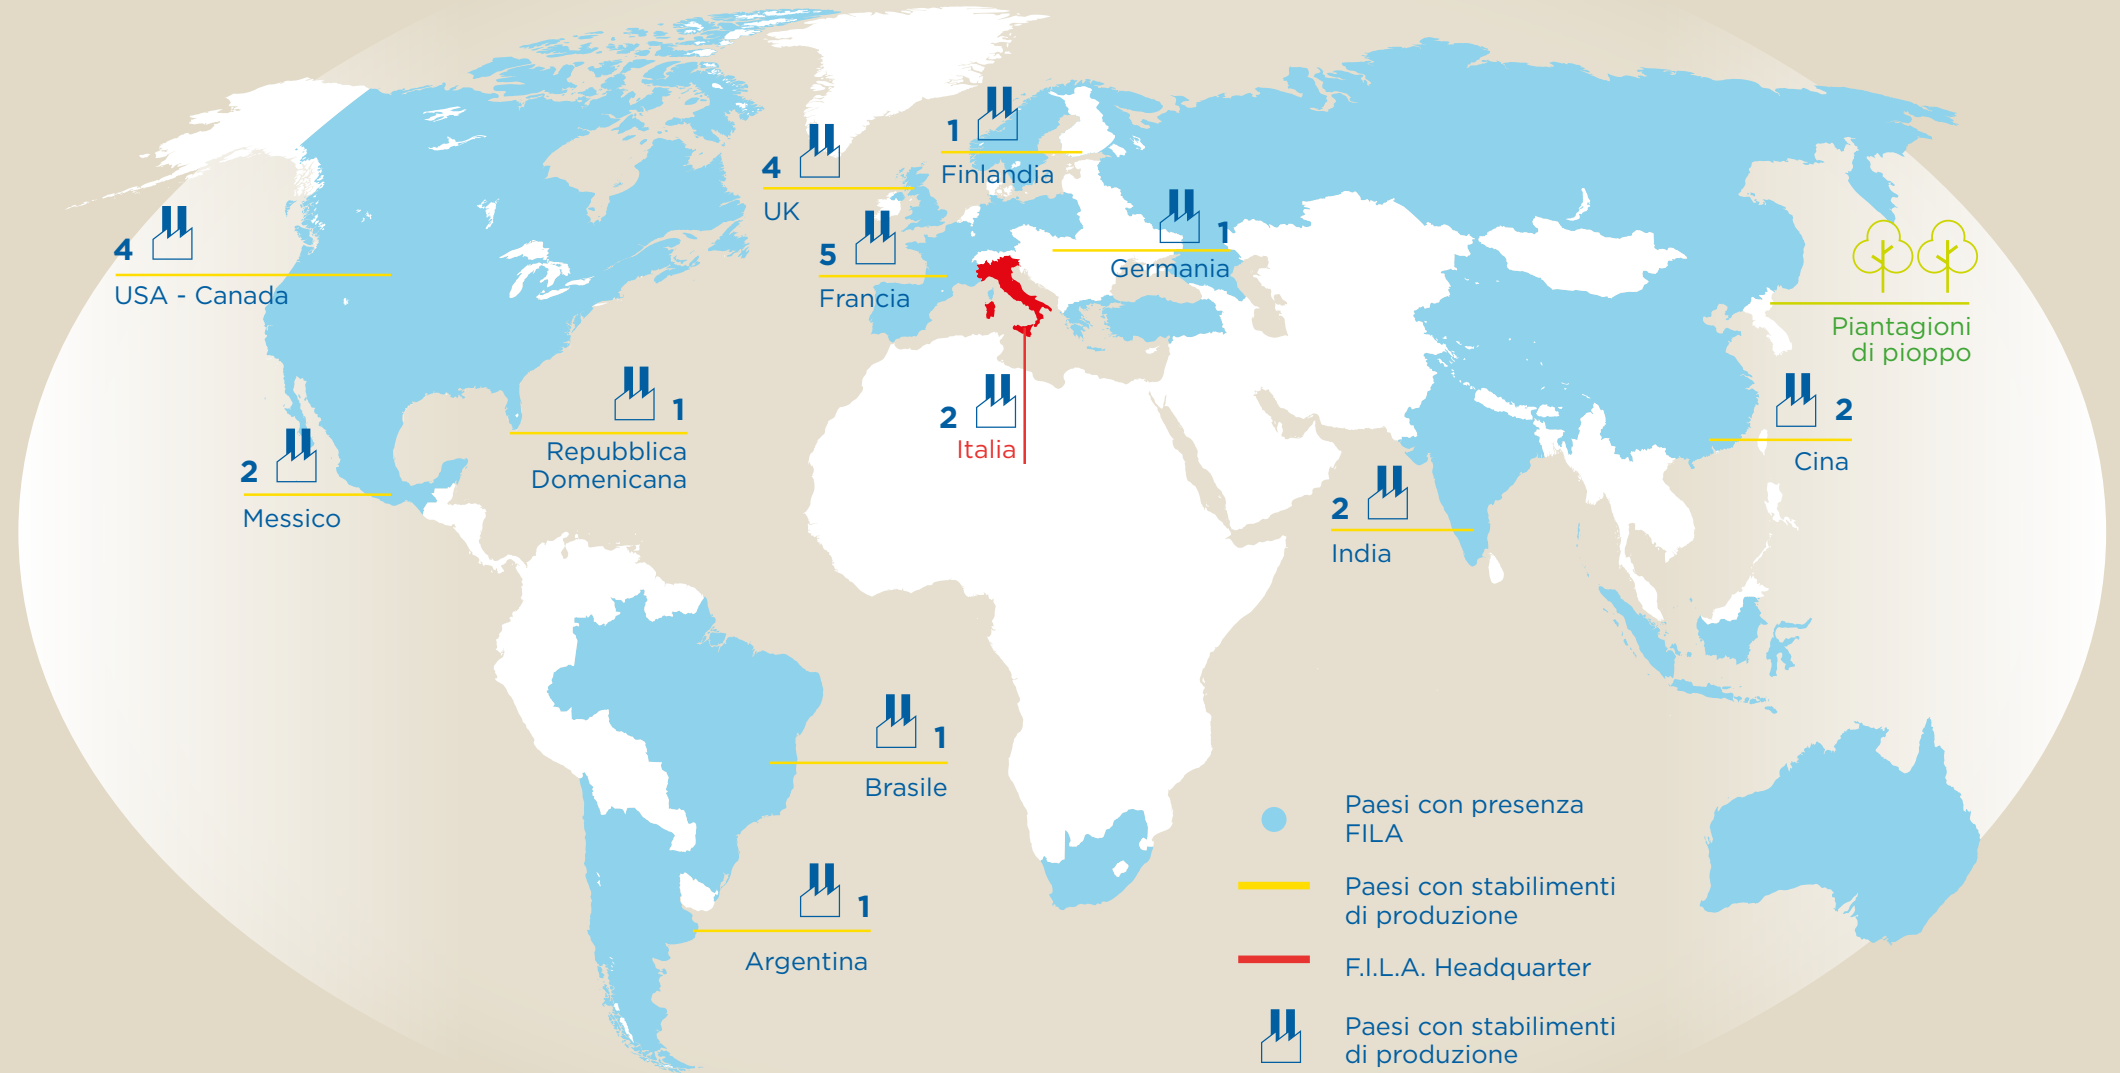 1
Finlandia
4
UK
4
USA - Canada
5
Francia
1
Germania
Piantagioni
di pioppo
1
Repubblica
Domenicana
2
Italia
2
Cina
2
Messico
2
India
1
Brasile
1
Argentina
Paesi con presenza
FILA
Paesi con stabilimenti
di produzione
F.I.L.A. Headquarter
Paesi con stabilimenti
di produzione